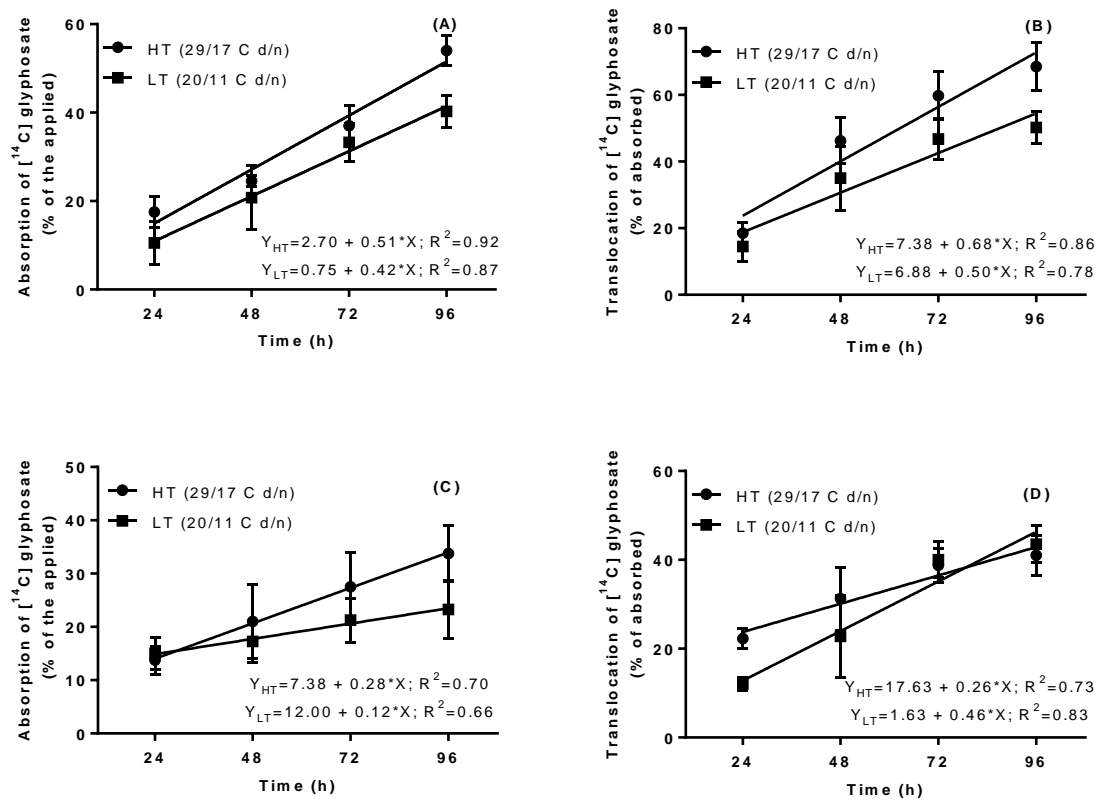 (A)
60
40
20
0
Absorption of [14C] glyphosate
(% of the applied)
HT (29/17 C d/n)
LT (20/11 C d/n)
YHT=2.70 + 0.51*X; R2=0.92
YLT=0.75 + 0.42*X; R2=0.87
24 48 72 96
Time (h)
(B)
80
60
40
20
0
Translocation of [14C] glyphosate
(% of absorbed)
HT (29/17 C d/n)
LT (20/11 C d/n)
YHT=7.38 + 0.68*X; R2=0.86
YLT=6.88 + 0.50*X; R2=0.78
24 48 72 96
Time (h)
(C)
50
40
30
20
10
0
Absorption of [14C] glyphosate
(% of the applied)
HT (29/17 C d/n)
LT (20/11 C d/n)
YHT=7.38 + 0.28*X; R2=0.70
YLT=12.00 + 0.12*X; R2=0.66
24 48 72 96
Time (h)
(D)
60
40
20
0
Translocation of [14C] glyphosate
(% of absorbed)
HT (29/17 C d/n)
LT (20/11 C d/n)
YHT=17.63 + 0.26*X; R2=0.73
YLT=1.63 + 0.46*X; R2=0.83
24 48 72 96
Time (h)